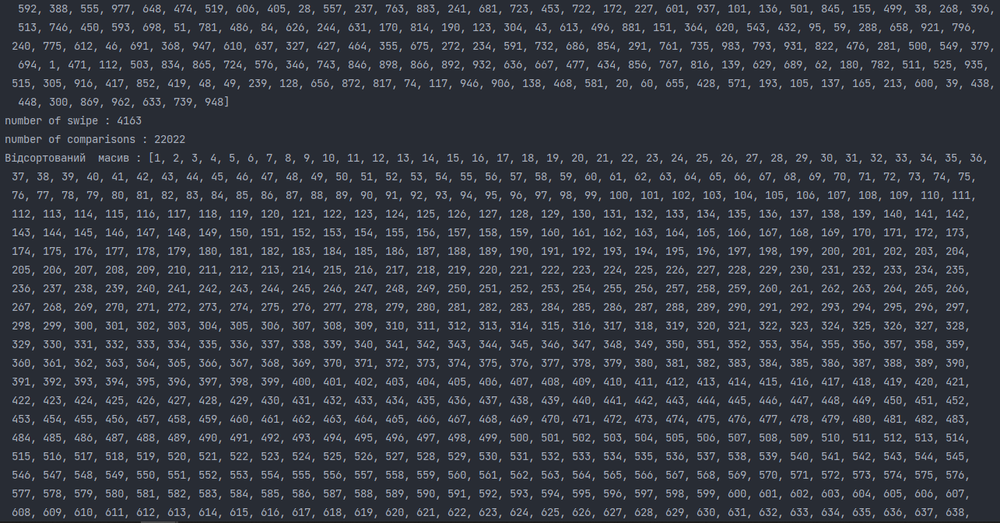 592, 388, 555, 977, 648, 474, 519, 606, 405, 28, 557, 237, 763, 883, 241, 681, 723, 453, 722, 172, 227, 601, 937, 101, 136, 501, 845, 155, 499, 38, 268, 396,
513, 746, 450, 593, 698, 51, 781, 486, 84, 626, 244, 631, 170, 814, 190, 123, 304, 43, 613, 496, 881, 151, 364, 620, 543, 432, 95, 59, 288, 658, 921, 796,
240, 775, 612, 46, 691, 368, 947, 610, 637, 327, 427, 464, 355, 675, 272, 234, 591, 732, 686, 854, 291, 761, 735, 983, 793, 931, 822, 476, 281, 500, 549, 379,
694, 1, 471, 112, 503, 834, 865, 724, 576, 346, 743, 846, 898, 866, 892, 932, 636, 667, 477, 434, 856, 767, 816, 139, 629, 689, 62, 180, 782, 511, 525, 935,
515, 305, 916, 417, 852, 419, 48, 49, 239, 128, 656, 872, 817, 74, 117, 946, 906, 138, 468, 581, 20, 60, 655, 428, 571, 193, 105, 137, 165, 213, 600, 39, 438,
448, 300, 869, 962, 633, 739, 948]
number of swipe : 4163
number of comparisons : 22022
Відсортований  масив : [1, 2, 3, 4, 5, 6, 7, 8, 9, 10, 11, 12, 13, 14, 15, 16, 17, 18, 19, 20, 21, 22, 23, 24, 25, 26, 27, 28, 29, 30, 31, 32, 33, 34, 35, 36,
37, 38, 39, 40, 41, 42, 43, 44, 45, 46, 47, 48, 49, 50, 51, 52, 53, 54, 55, 56, 57, 58, 59, 60, 61, 62, 63, 64, 65, 66, 67, 68, 69, 70, 71, 72, 73, 74, 75,
76, 77, 78, 79, 80, 81, 82, 83, 84, 85, 86, 87, 88, 89, 90, 91, 92, 93, 94, 95, 96, 97, 98, 99, 100, 101, 102, 103, 104, 105, 106, 107, 108, 109, 110, 111,
112, 113, 114, 115, 116, 117, 118, 119, 120, 121, 122, 123, 124, 125, 126, 127, 128, 129, 130, 131, 132, 133, 134, 135, 136, 137, 138, 139, 140, 141, 142,
143, 144, 145, 146, 147, 148, 149, 150, 151, 152, 153, 154, 155, 156, 157, 158, 159, 160, 161, 162, 163, 164, 165, 166, 167, 168, 169, 170, 171, 172, 173,
174, 175, 176, 177, 178, 179, 180, 181, 182, 183, 184, 185, 186, 187, 188, 189, 190, 191, 192, 193, 194, 195, 196, 197, 198, 199, 200, 201, 202, 203, 204,
205, 206, 207, 208, 209, 210, 211, 212, 213, 214, 215, 216, 217, 218, 219, 220, 221, 222, 223, 224, 225, 226, 227, 228, 229, 230, 231, 232, 233, 234, 235,
236, 237, 238, 239, 240, 241, 242, 243, 244, 245, 246, 247, 248, 249, 250, 251, 252, 253, 254, 255, 256, 257, 258, 259, 260, 261, 262, 263, 264, 265, 266,
267, 268, 269, 270, 271, 272, 273, 274, 275, 276, 277, 278, 279, 280, 281, 282, 283, 284, 285, 286, 287, 288, 289, 290, 291, 292, 293, 294, 295, 296, 297,
298, 299, 300, 301, 302, 303, 304, 305, 306, 307, 308, 309, 310, 311, 312, 313, 314, 315, 316, 317, 318, 319, 320, 321, 322, 323, 324, 325, 326, 327, 328,
329, 330, 331, 332, 333, 334, 335, 336, 337, 338, 339, 340, 341, 342, 343, 344, 345, 346, 347, 348, 349, 350, 351, 352, 353, 354, 355, 356, 357, 358, 359,
360, 361, 362, 363, 364, 365, 366, 367, 368, 369, 370, 371, 372, 373, 374, 375, 376, 377, 378, 379, 380, 381, 382, 383, 384, 385, 386, 387, 388, 389, 390,
391, 392, 393, 394, 395, 396, 397, 398, 399, 400, 401, 402, 403, 404, 405, 406, 407, 408, 409, 410, 411, 412, 413, 414, 415, 416, 417, 418, 419, 420, 421,
422, 423, 424, 425, 426, 427, 428, 429, 430, 431, 432, 433, 434, 435, 436, 437, 438, 439, 440, 441, 442, 443, 444, 445, 446, 447, 448, 449, 450, 451, 452,
453, 454, 455, 456, 457, 458, 459, 460, 461, 462, 463, 464, 465, 466, 467, 468, 469, 470, 471, 472, 473, 474, 475, 476, 477, 478, 479, 480, 481, 482, 483,
484, 485, 486, 487, 488, 489, 490, 491, 492, 493, 494, 495, 496, 497, 498, 499, 500, 501, 502, 503, 504, 505, 506, 507, 508, 509, 510, 511, 512, 513, 514,
515, 516, 517, 518, 519, 520, 521, 522, 523, 524, 525, 526, 527, 528, 529, 530, 531, 532, 533, 534, 535, 536, 537, 538, 539, 540, 541, 542, 543, 544, 545,
546, 547, 548, 549, 550, 551, 552, 553, 554, 555, 556, 557, 558, 559, 560, 561, 562, 563, 564, 565, 566, 567, 568, 569, 570, 571, 572, 573, 574, 575, 576,
577, 578, 579, 580, 581, 582, 583, 584, 585, 586, 587, 588, 589, 590, 591, 592, 593, 594, 595, 596, 597, 598, 599, 600, 601, 602, 603, 604, 605, 606, 607,
608, 609, 610, 611, 612, 613, 614, 615, 616, 617, 618, 619, 620, 621, 622, 623, 624, 625, 626, 627, 628, 629, 630, 631, 632, 633, 634, 635, 636, 637, 638,